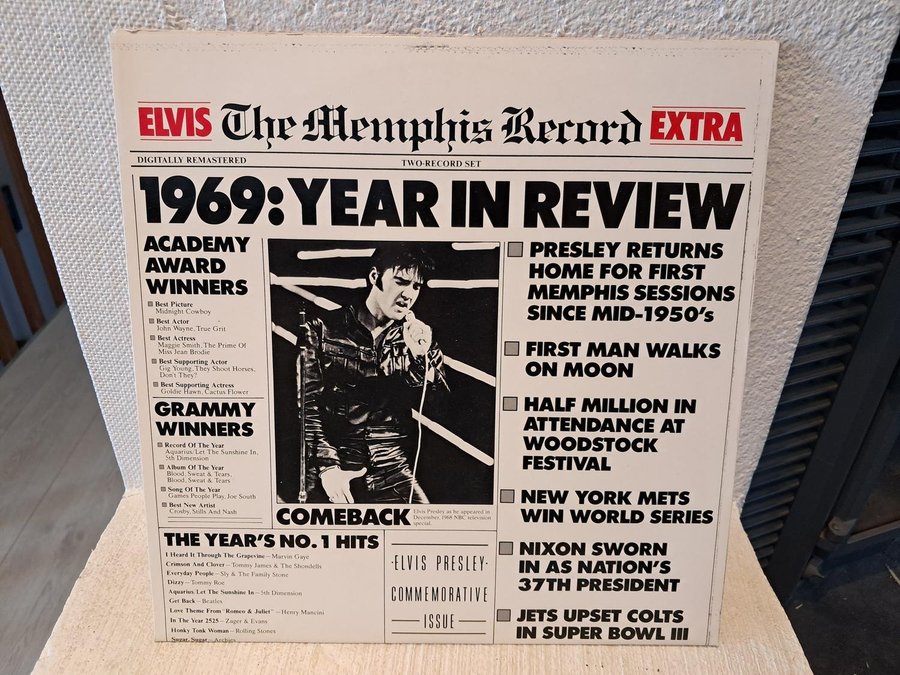 ELVIS The Memphis Record EXTRA
DIGITALLY REMASTERED TWO-RECORD SET
1969: YEAR IN REVIEW
ACADEMY
AWARD
WINNERS
Best Picture
Midnight Cowboy
Best Actor
John Wayne, True Grit
Best Actress
Maggie Smith, The Prime Of
Miss Jean Brodie
Best Supporting Actor
Gig Young, They Shoot Horses,
Don't They?
Best Supporting Actress
Goldie Hawn, Cactus Flower
GRAMMY
WINNERS
Record Of The Year
Aquarius, Let The Sunshine In,
5th Dimension
Album Of The Year
Blood, Sweat & Tears,
Blood, Sweat & Tears
Song Of The Year
Games People Play, Joe South
Best New Artist
Crosby, Stills And Nash
COMEBACK
Elvis Presley as he appeared in
December, 1968 NBC television
special.
PRESLEY RETURNS
HOME FOR FIRST
MEMPHIS SESSIONS
SINCE MID-1950's
FIRST MAN WALKS
ON MOON
HALF MILLION IN
ATTENDANCE AT
WOODSTOCK
FESTIVAL
NEW YORK METS
WIN WORLD SERIES
NIXON SWORN
IN AS NATION'S
37TH PRESIDENT
JETS UPSET COLTS
IN SUPER BOWL III
THE YEAR'S NO. 1 HITS
I Heard It Through The Grapevine – Marvin Gaye
Crimson And Clover – Tommy James & The Shondells
Everyday People – Sly & The Family Stone
Dizzy – Tommy Roe
Aquarius Let The Sunshine In – 5th Dimension
Get Back – Beatles
Love Theme From "Romeo & Juliet" – Henry Mancini
In The Year 2525 – Zager & Evans
Honky Tonk Woman – Rolling Stones
Sugar, Sugar – Archies
·ELVIS PRESLEY·
COMMEMORATIVE
ISSUE